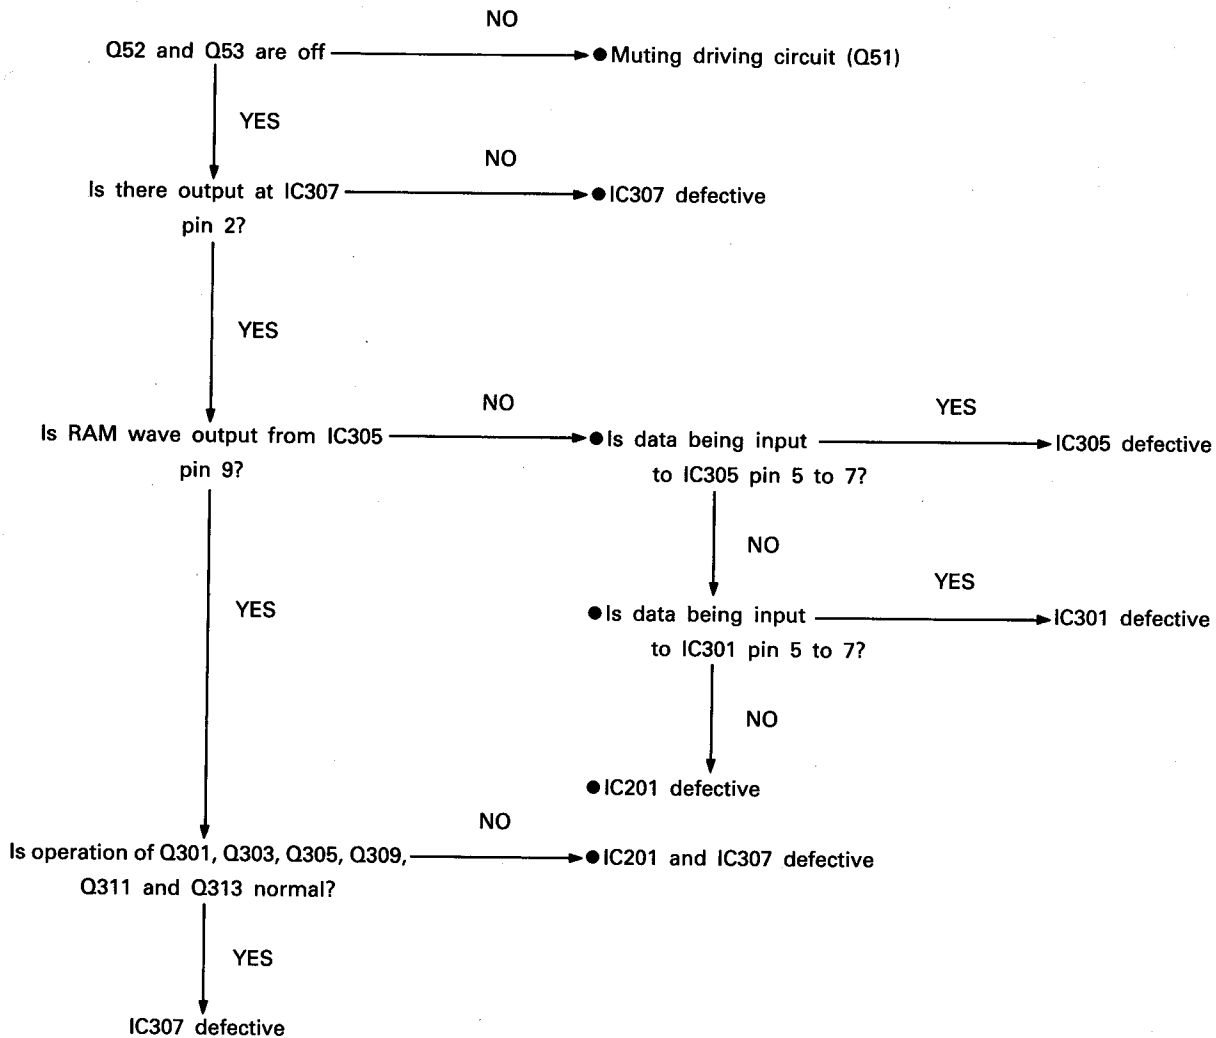 NO
Q52 and Q53 are off
●Muting driving circuit (Q51)
YES
NO
Is there output at IC307
pin 2?
●IC307 defective
YES
NO
YES
Is RAM wave output from IC305
pin 9?
●Is data being input
to IC305 pin 5 to 7?
IC305 defective
NO
YES
YES
●Is data being input
to IC301 pin 5 to 7?
IC301 defective
NO
●IC201 defective
NO
Is operation of Q301, Q303, Q305, Q309,
Q311 and Q313 normal?
●IC201 and IC307 defective
YES
IC307 defective